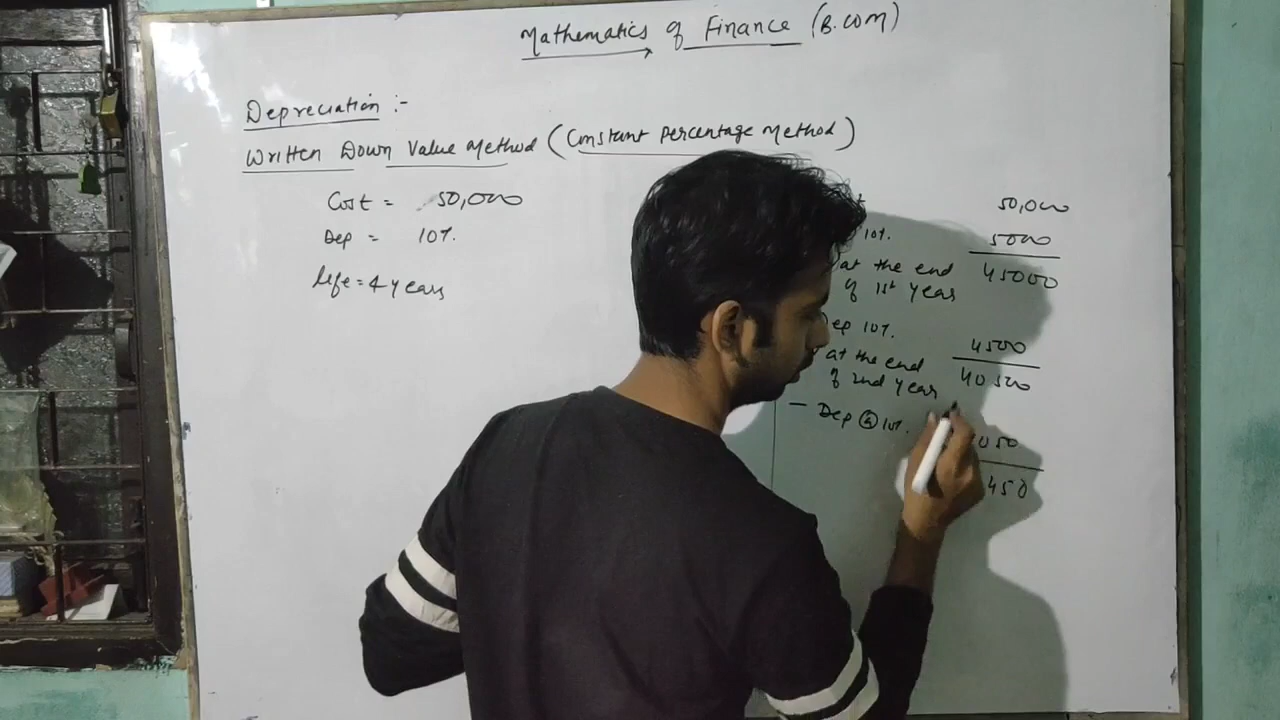 Mathematics of Finance (B.COM)
Depreciation :-
Written Down Value Method (Constant Percentage Method)
Cost = 50,000
Dep = 10%.
life = 4 years
50,000
10%. 5000
at the end 45000
of 1st year
Dep 10%. 4500
at the end 40500
of 2nd year
- Dep @ 10%. 050
450